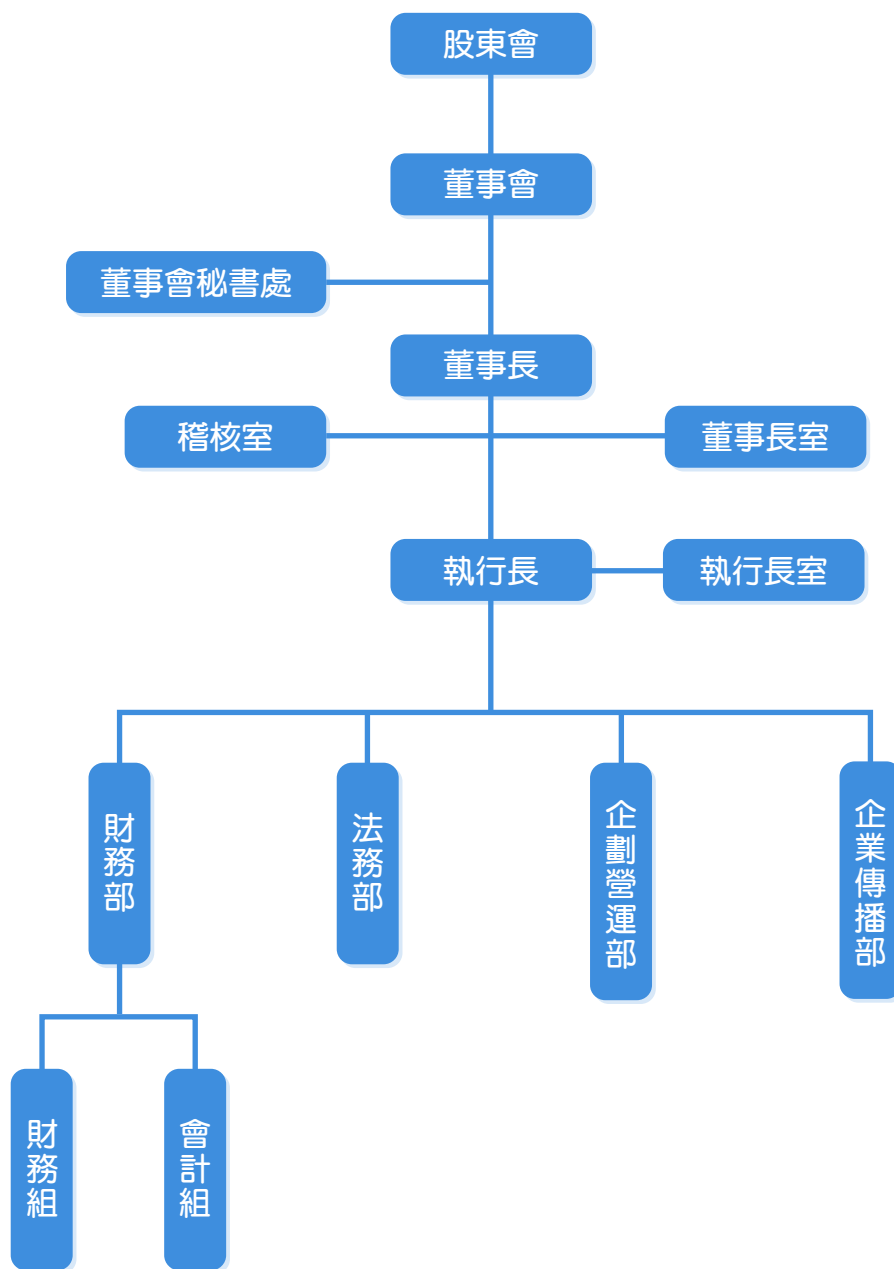 股東會
董事會
董事會秘書處
董事長
稽核室
董事長室
執行長
執行長室
財務部
法務部
企劃營運部
企業傳播部
財務組
會計組